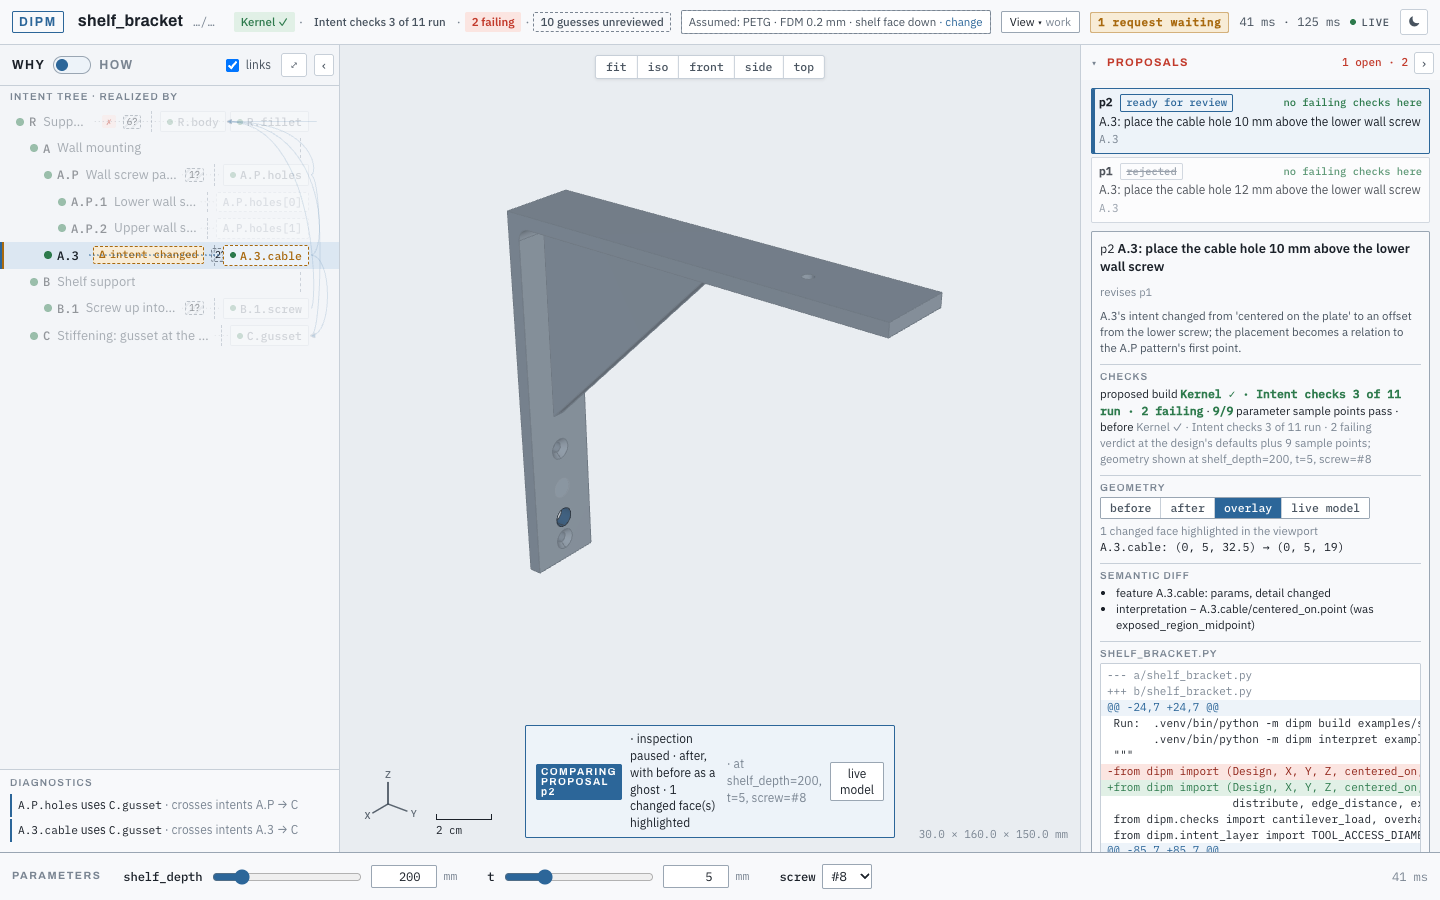 DIPM shelf_bracket …/… Kernel ✓ · Intent checks 3 of 11 run · 2 failing · 10 guesses unreviewed Assumed: PETG · FDM 0.2 mm · shelf face down · change View • work 1 request waiting 41 ms · 125 ms LIVE
WHY HOW links
INTENT TREE · REALIZED BY
R Supp… ✗ 6? R.body R.fillet
A Wall mounting
A.P Wall screw pa… 1? A.P.holes
A.P.1 Lower wall s… A.P.holes[0]
A.P.2 Upper wall s… A.P.holes[1]
A.3 Δ intent changed 2 A.3.cable
B Shelf support
B.1 Screw up into… 1? B.1.screw
C Stiffening: gusset at the … C.gusset
DIAGNOSTICS
A.P.holes uses C.gusset · crosses intents A.P → C
A.3.cable uses C.gusset · crosses intents A.3 → C
fit iso front side top
Z
X
Y
2 cm
COMPARING PROPOSAL p2
· inspection
paused · after,
with before as a
ghost · 1
changed face(s)
highlighted
· at
shelf_depth=200,
t=5, screw=#8
live
model
30.0 × 160.0 × 150.0 mm
PROPOSALS 1 open · 2
p2 ready for review no failing checks here
A.3: place the cable hole 10 mm above the lower wall screw
A.3
p1 rejected no failing checks here
A.3: place the cable hole 12 mm above the lower wall screw
A.3
p2 A.3: place the cable hole 10 mm above the lower
wall screw
revises p1
A.3's intent changed from 'centered on the plate' to an offset
from the lower screw; the placement becomes a relation to
the A.P pattern's first point.
CHECKS
proposed build Kernel ✓ · Intent checks 3 of 11
run · 2 failing · 9/9 parameter sample points pass ·
before Kernel ✓ · Intent checks 3 of 11 run · 2 failing
verdict at the design's defaults plus 9 sample points;
geometry shown at shelf_depth=200, t=5, screw=#8
GEOMETRY
before after overlay live model
1 changed face highlighted in the viewport
A.3.cable: (0, 5, 32.5) → (0, 5, 19)
SEMANTIC DIFF
• feature A.3.cable: params, detail changed
• interpretation − A.3.cable/centered_on.point (was
exposed_region_midpoint)
SHELF_BRACKET.PY
--- a/shelf_bracket.py
+++ b/shelf_bracket.py
@@ -24,7 +24,7 @@
Run: .venv/bin/python -m dipm build examples/s
.venv/bin/python -m dipm interpret exampl
"""
-from dipm import (Design, X, Y, Z, centered_on,
+from dipm import (Design, X, Y, Z, centered_on,
distribute, edge_distance, ex
from dipm.checks import cantilever_load, overha
from dipm.intent_layer import TOOL_ACCESS_DIAME
@@ -85,7 +85,7 @@
PARAMETERS shelf_depth 200 mm t 5 mm screw #8 41 ms